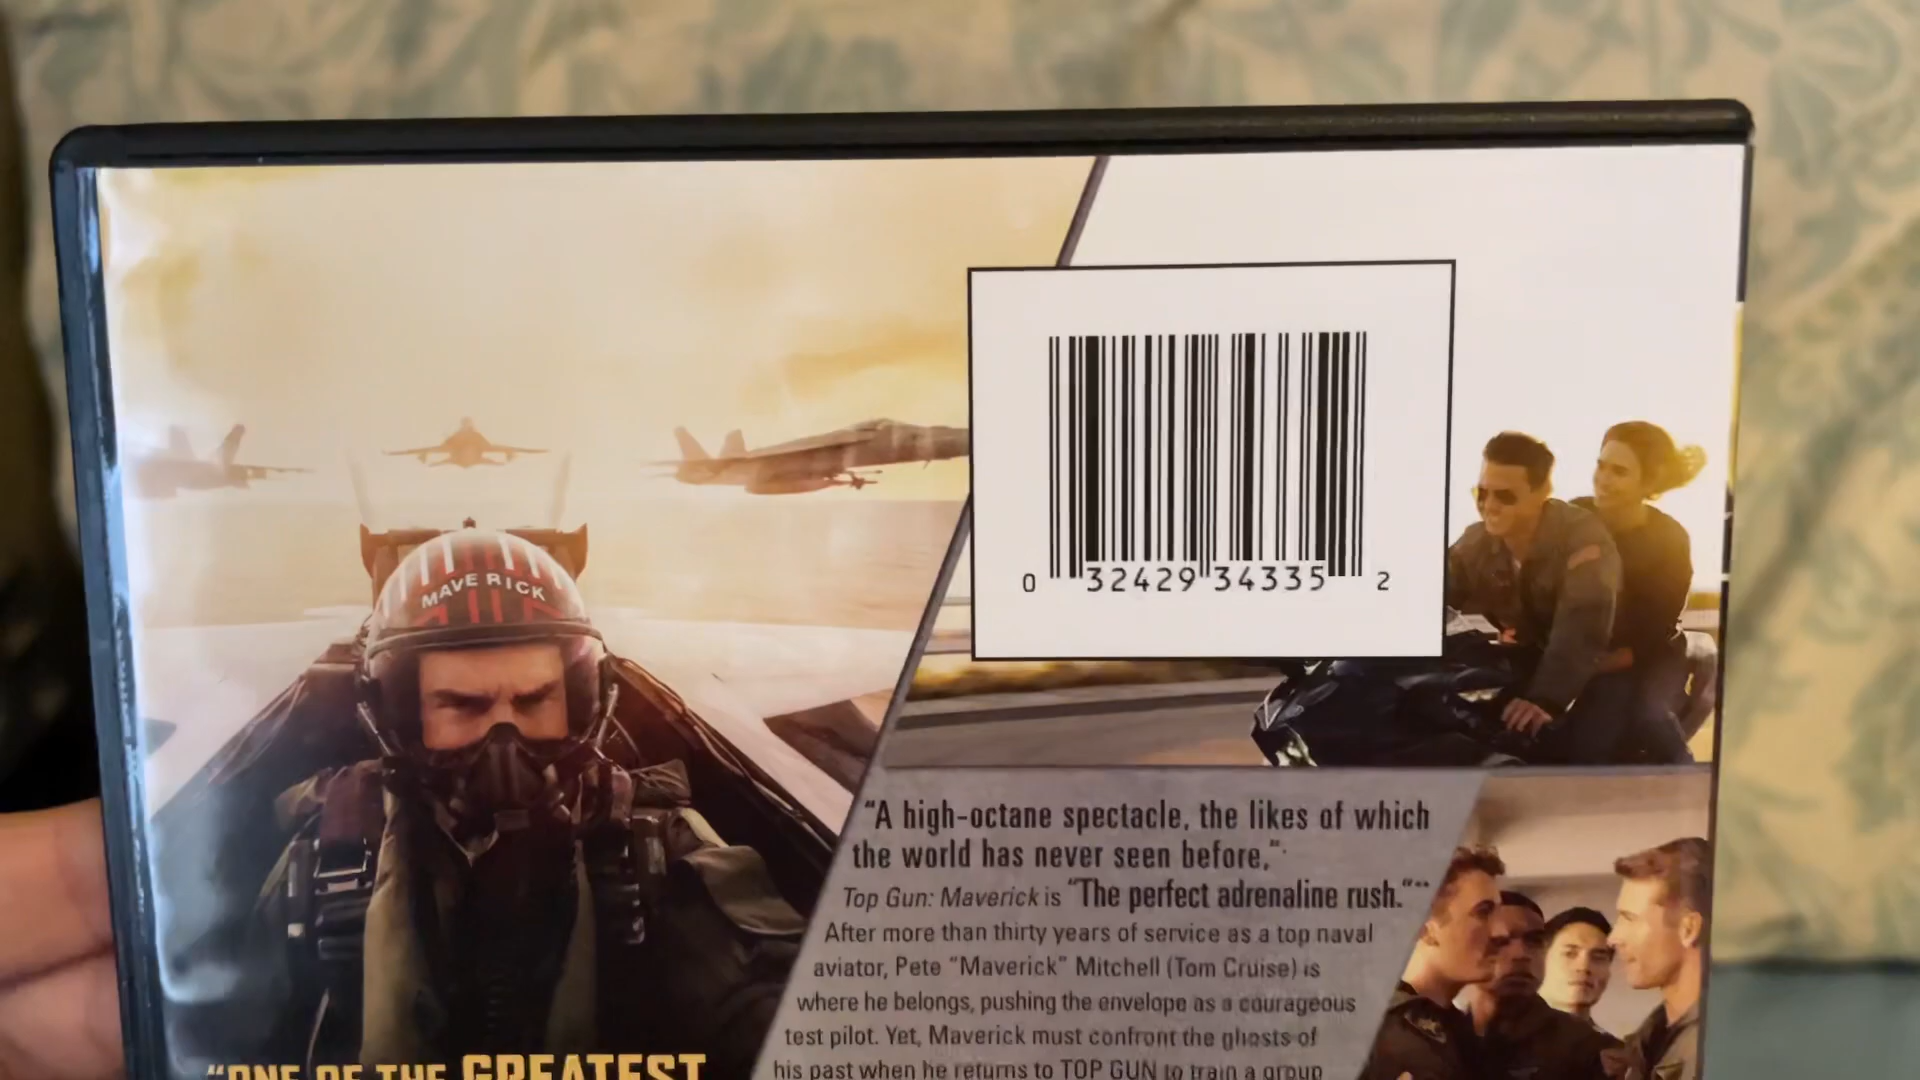 MAVERICK
0 32429 34335 2
“A high-octane spectacle, the likes of which
the world has never seen before,”*
Top Gun: Maverick is “The perfect adrenaline rush.”**
After more than thirty years of service as a top naval
aviator, Pete “Maverick” Mitchell (Tom Cruise) is
where he belongs, pushing the envelope as a courageous
test pilot. Yet, Maverick must confront the ghosts of
his past when he returns to TOP GUN to train a group
“ONE OF THE GREATEST